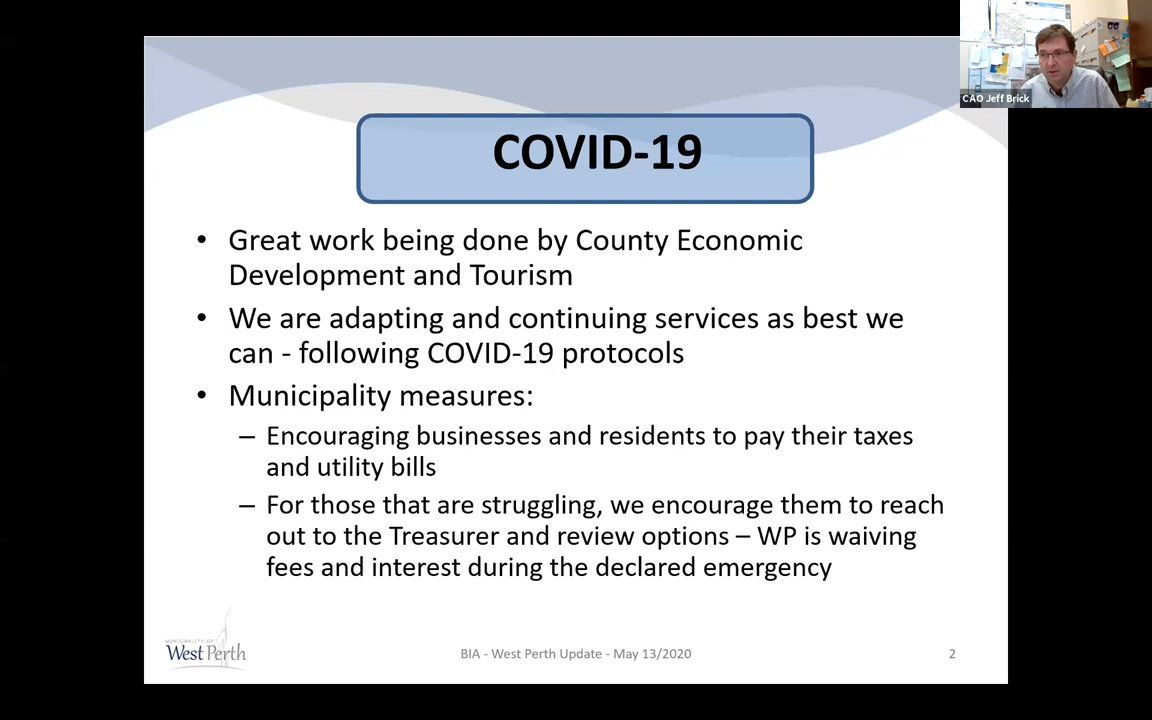 CAO Jeff Brick
COVID-19
• Great work being done by County Economic
Development and Tourism
• We are adapting and continuing services as best we
can - following COVID-19 protocols
• Municipality measures:
– Encouraging businesses and residents to pay their taxes
and utility bills
– For those that are struggling, we encourage them to reach
out to the Treasurer and review options – WP is waiving
fees and interest during the declared emergency
MUNICIPALITY OF
West Perth
BIA - West Perth Update - May 13/2020
2